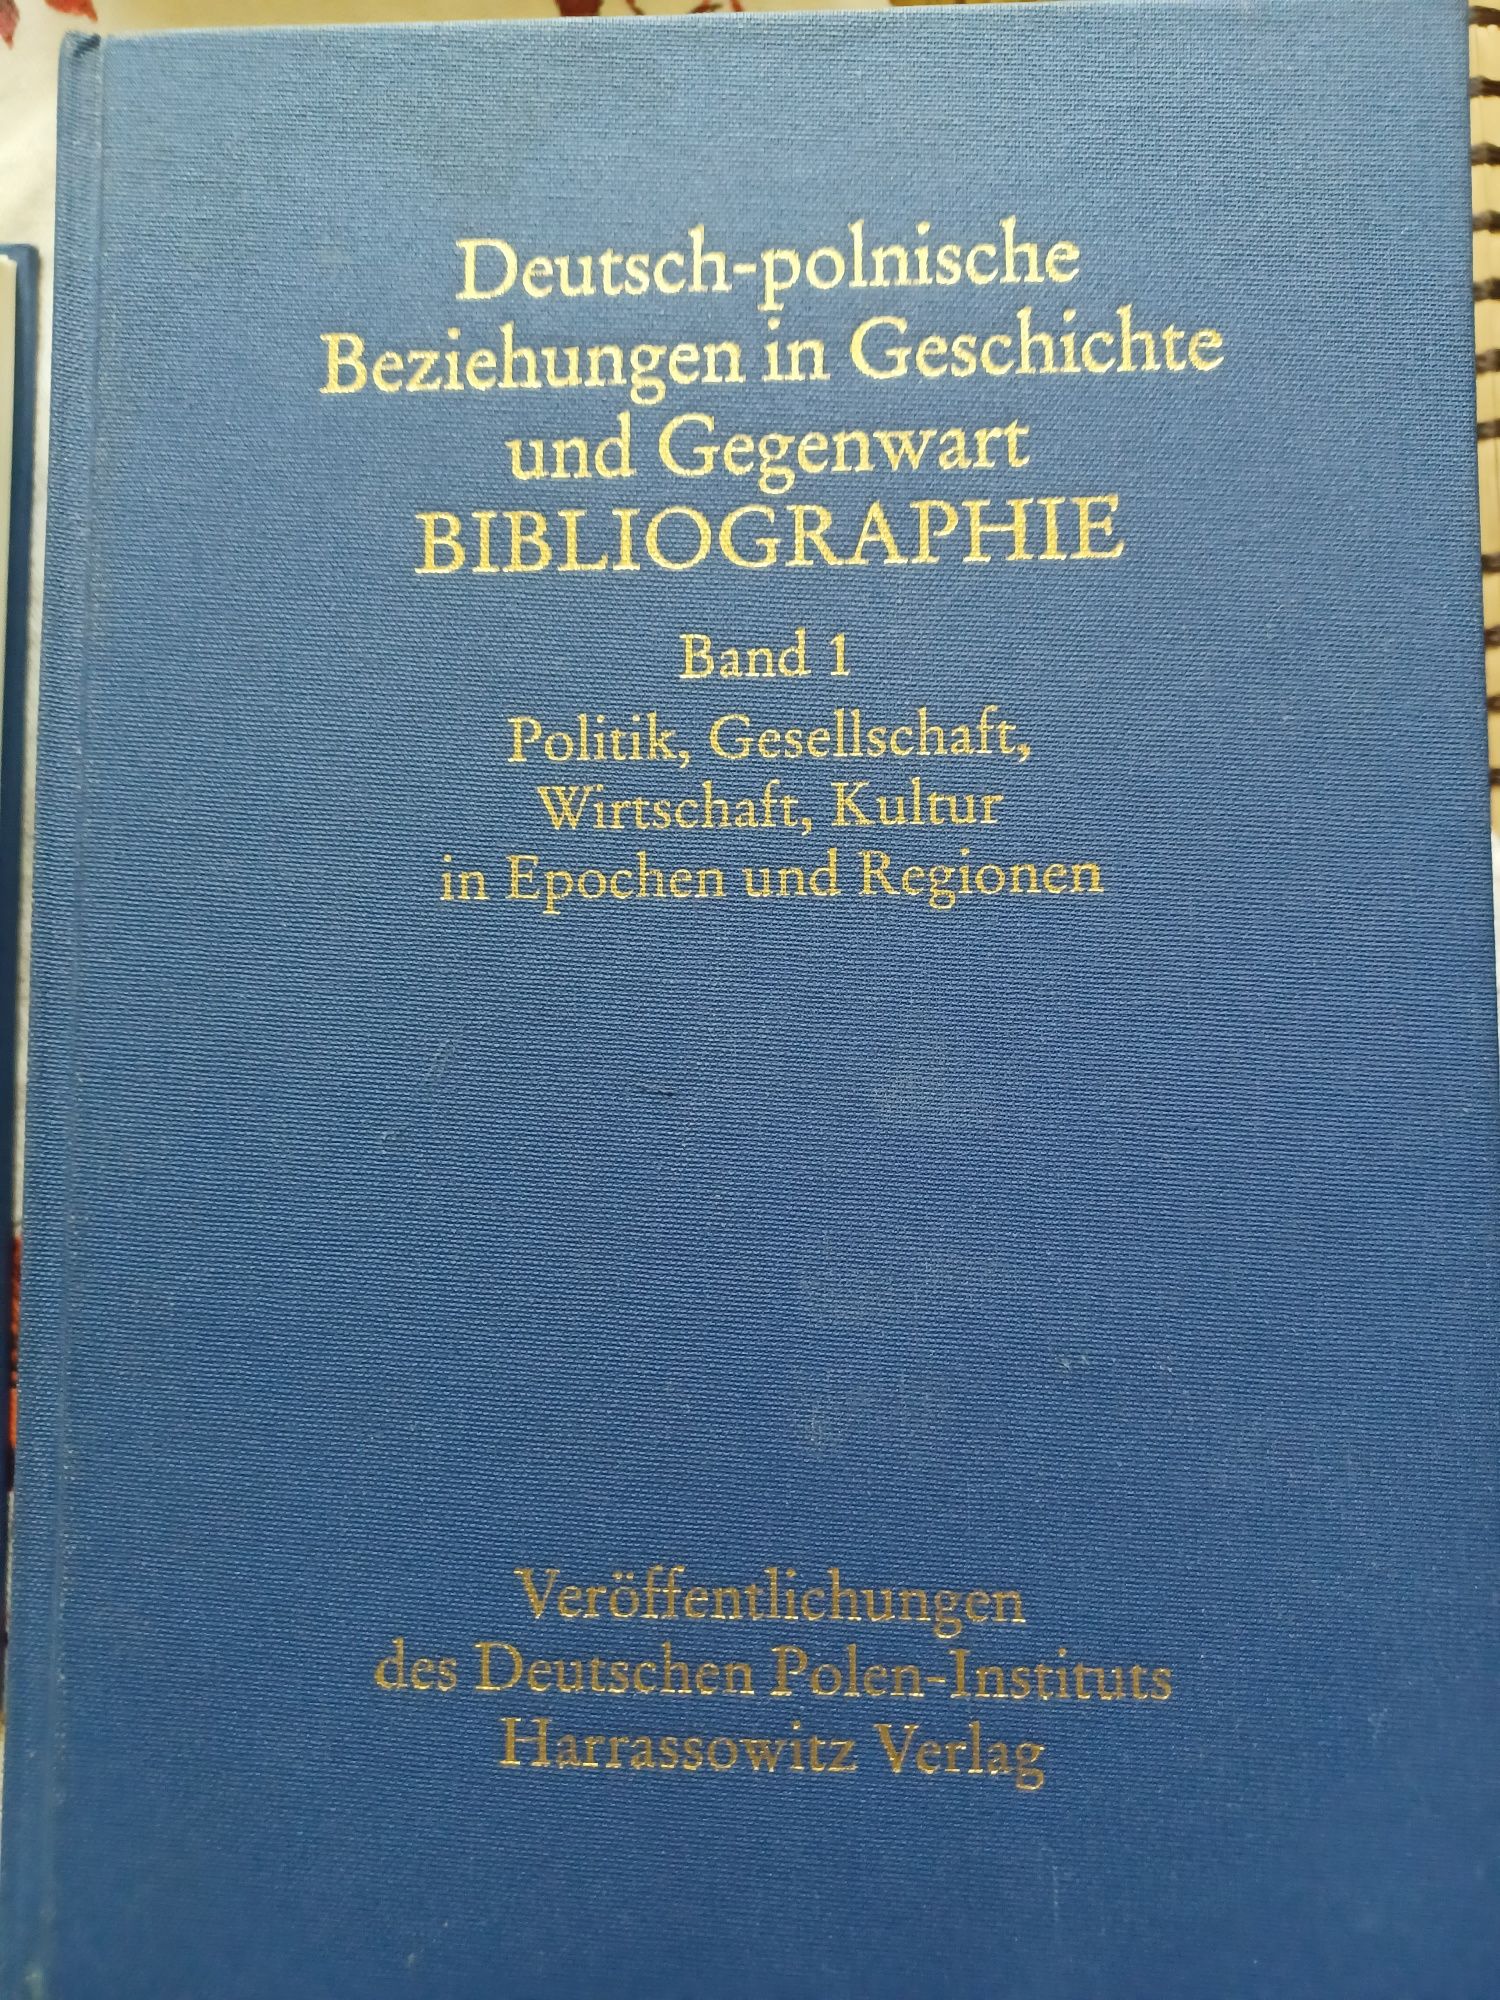 Deutsch-polnische
Beziehungen in Geschichte
und Gegenwart
BIBLIOGRAPHIE
Band 1
Politik, Gesellschaft,
Wirtschaft, Kultur
in Epochen und Regionen
Veröffentlichungen
des Deutschen Polen-Instituts
Harrassowitz Verlag